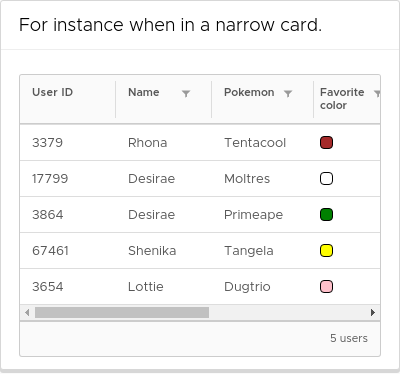 For instance when in a narrow card.
User ID Name Pokemon Favorite color
3379 Rhona Tentacool
17799 Desirae Moltres
3864 Desirae Primeape
67461 Shenika Tangela
3654 Lottie Dugtrio
5 users